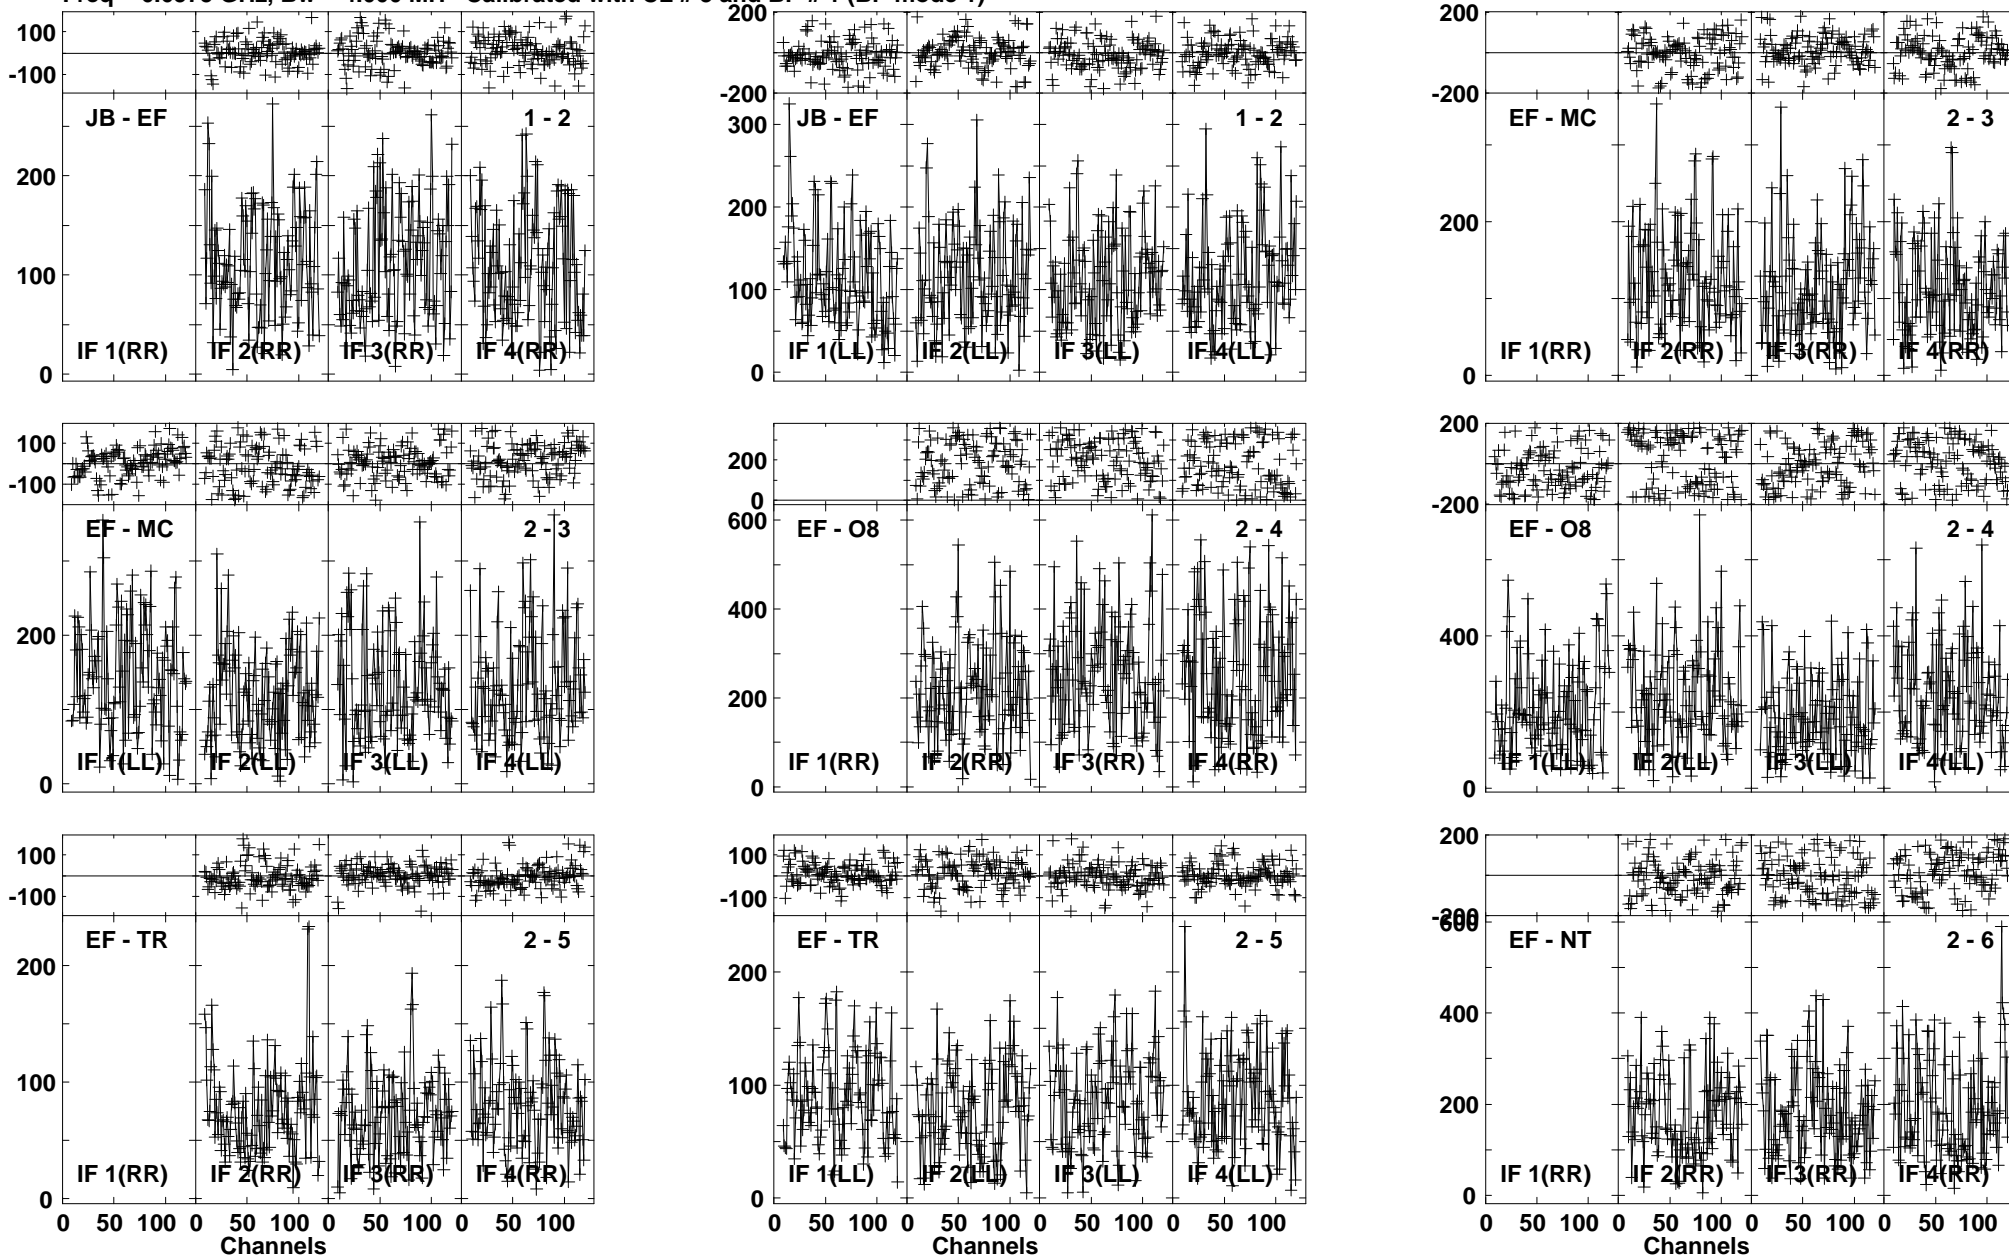 100
-100
JB - EF
1 - 2
200
100
0
IF 1(RR)
IF 2(RR)
IF 3(RR)
IF 4(RR)
200
-200
JB - EF
1 - 2
300
200
100
0
IF 1(LL)
IF 2(LL)
IF 3(LL)
IF 4(LL)
200
-200
EF - MC
2 - 3
200
0
IF 1(RR)
IF 2(RR)
IF 3(RR)
IF 4(RR)
100
-100
EF - MC
2 - 3
200
0
IF 1(LL)
IF 2(LL)
IF 3(LL)
IF 4(LL)
200
0
EF - O8
2 - 4
600
400
200
0
IF 1(RR)
IF 2(RR)
IF 3(RR)
IF 4(RR)
200
-200
EF - O8
2 - 4
400
0
IF 1(LL)
IF 2(LL)
IF 3(LL)
IF 4(LL)
100
-100
EF - TR
2 - 5
200
100
0
IF 1(RR)
IF 2(RR)
IF 3(RR)
IF 4(RR)
0 100 0 50 100 0 50 100 0 50 100
Channels
100
-100
EF - TR
2 - 5
200
100
0
IF 1(LL)
IF 2(LL)
IF 3(LL)
IF 4(LL)
0 100 0 50 100 0 50 100 0 50 100
Channels
200
-200
600
EF - NT
2 - 6
400
200
0
IF 1(RR)
IF 2(RR)
IF 3(RR)
IF 4(RR)
0 100 0 50 100 0 50 100 0 50 100
Channels